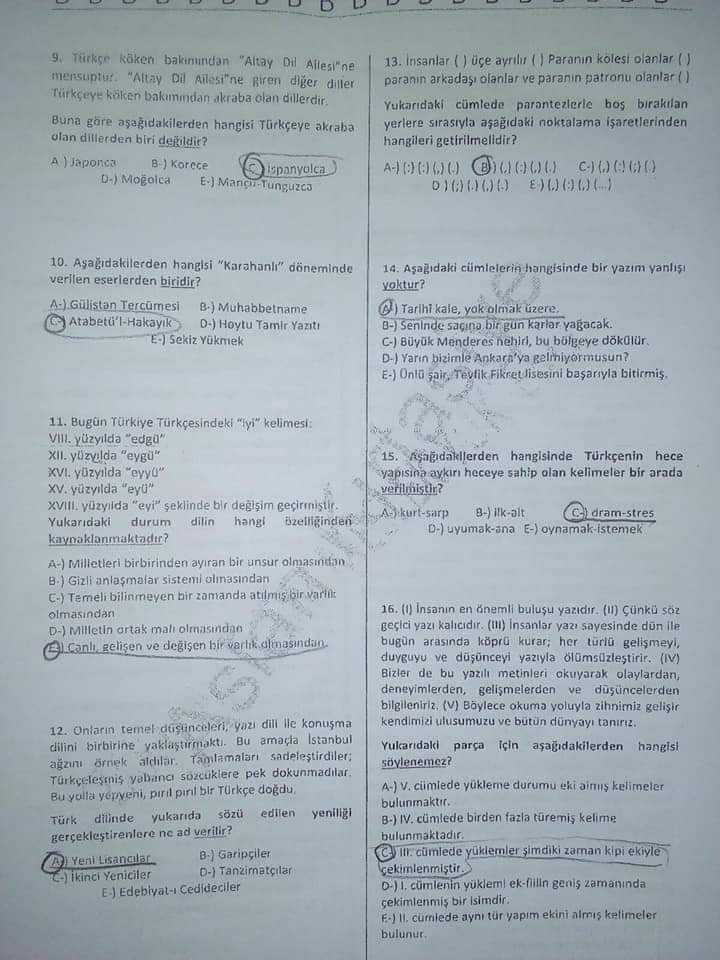 9. Türkçe köken bakımından "Altay Dil Ailesi"ne
mensuptur. "Altay Dil Ailesi"ne giren diğer diller
Türkçeye köken bakımından akraba olan dillerdir.
Buna göre aşağıdakilerden hangisi Türkçeye akraba
olan dillerden biri değildir?
A ) Japonca B-) Korece C-) İspanyolca
D-) Moğolca E-) Mançu-Tunguzca
10. Aşağıdakilerden hangisi "Karahanlı" döneminde
verilen eserlerden biridir?
A-) Gülistan Tercümesi B-) Muhabbetname
C-) Atabetü'l-Hakayık D-) Hoytu Tamir Yazıtı
E-) Sekiz Yükmek
11. Bugün Türkiye Türkçesindeki "iyi" kelimesi:
VIII. yüzyılda "edgü"
XII. yüzyılda "eygü"
XVI. yüzyılda "eyyü"
XV. yüzyılda "eyü"
XVIII. yüzyılda "eyi" şeklinde bir değişim geçirmiştir.
Yukarıdaki durum dilin hangi özelliğinden
kaynaklanmaktadır?
A-) Milletleri birbirinden ayıran bir unsur olmasından
B-) Gizli anlaşmalar sistemi olmasından
C-) Temeli bilinmeyen bir zamanda atılmış bir varlık
olmasından
D-) Milletin ortak malı olmasından
E-) Canlı, gelişen ve değişen bir varlık olmasından
12. Onların temel düşünceleri, yazı dili ile konuşma
dilini birbirine yaklaştırmaktı. Bu amaçla İstanbul
ağzını örnek aldılar. Tamlamaları sadeleştirdiler;
Türkçeleşmiş yabancı sözcüklere pek dokunmadılar.
Bu yolla yepyeni, pırıl pırıl bir Türkçe doğdu.
Türk dilinde yukarıda sözü edilen yeniliği
gerçekleştirenlere ne ad verilir?
A-) Yeni Lisancılar B-) Garipçiler
C-) İkinci Yeniciler D-) Tanzimatçılar
E-) Edebiyat-ı Cedideciler
13. İnsanlar ( ) üçe ayrılır ( ) Paranın kölesi olanlar ( )
paranın arkadaşı olanlar ve paranın patronu olanlar ( )
Yukarıdaki cümlede parantezlerle boş bırakılan
yerlere sırasıyla aşağıdaki noktalama işaretlerinden
hangileri getirilmelidir?
A-) (:) (:) (,) (.) B-) (,) (:) (,) (.) C-) (,) (:) (;) (.)
D ) (;) (.) (,) (.) E-) (,) (:) (,) (...)
14. Aşağıdaki cümlelerin hangisinde bir yazım yanlışı
yoktur?
A-) Tarihî kale, yok olmak üzere.
B-) Seninde saçına bir gün karlar yağacak.
C-) Büyük Menderes nehiri, bu bölgeye dökülür.
D-) Yarın bizimle Ankara'ya gelmiyormusun?
E-) Ünlü şair, Tevfik Fikret lisesini başarıyla bitirmiş.
15. Aşağıdakilerden hangisinde Türkçenin hece
yapısına aykırı heceye sahip olan kelimeler bir arada
verilmiştir?
A-) kurt-sarp B-) ilk-alt C-) dram-stres
D-) uyumak-ana E-) oynamak-istemek
16. (I) İnsanın en önemli buluşu yazıdır. (II) Çünkü söz
geçici yazı kalıcıdır. (III) İnsanlar yazı sayesinde dün ile
bugün arasında köprü kurar; her türlü gelişmeyi,
duyguyu ve düşünceyi yazıyla ölümsüzleştirir. (IV)
Bizler de bu yazılı metinleri okuyarak olaylardan,
deneyimlerden, gelişmelerden ve düşüncelerden
bilgileniriz. (V) Böylece okuma yoluyla zihnimiz gelişir
kendimizi ulusumuzu ve bütün dünyayı tanırız.
Yukarıdaki parça için aşağıdakilerden hangisi
söylenemez?
A-) V. cümlede yükleme durumu eki almış kelimeler
bulunmaktır.
B-) IV. cümlede birden fazla türemiş kelime
bulunmaktadır.
C-) III. cümlede yüklemler şimdiki zaman kipi ekiyle
çekimlenmiştir.
D-) I. cümlenin yüklemi ek-fiilin geniş zamanında
çekimlenmiş bir isimdir.
E-) II. cümlede aynı tür yapım ekini almış kelimeler
bulunur.